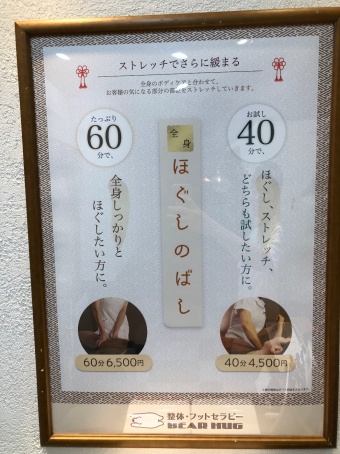 ストレッチでさらに緩まる
全身のボディケアと合わせて、
お客様の気になる部分の筋肉をストレッチしていきます。
たっぷり
60
分で、
全身しっかりと
ほぐしたい方に。
全身
ほぐしのばし
お試し
40
分で、
ほぐし、ストレッチ、
どちらも試したい方に。
60分6,500円
40分4,500円
整体・フットセラピー
BEAR HUG